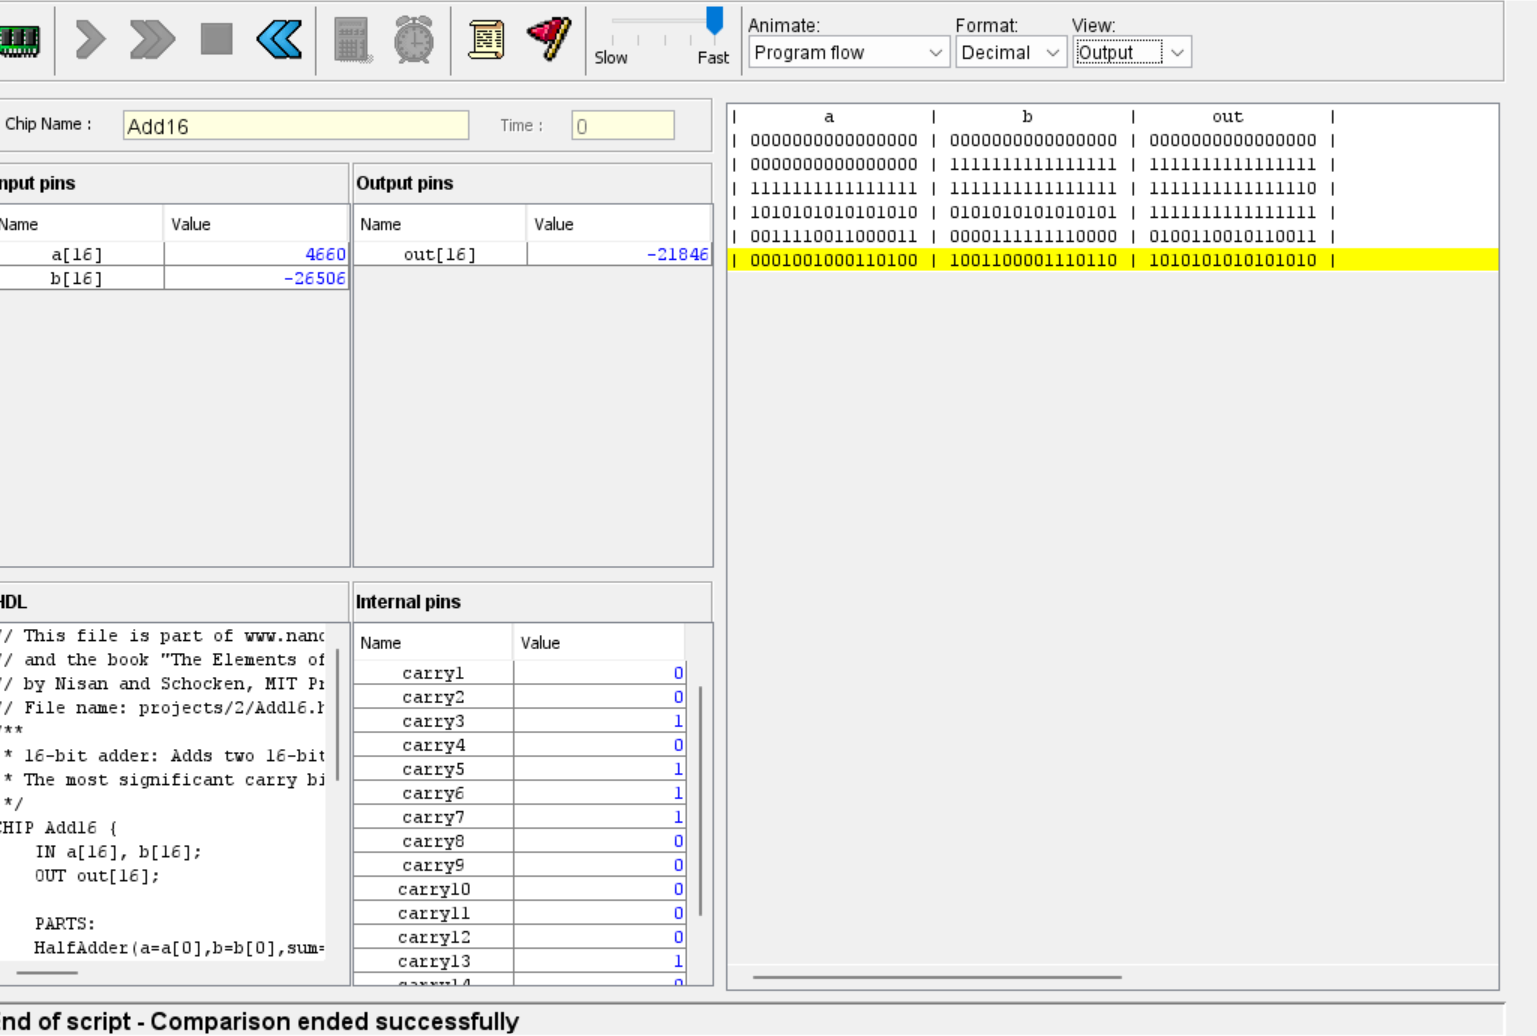 Slow
Fast
Animate:
Program flow
Format:
Decimal
View:
Output
Chip Name :
Add16
Time :
0
nput pins
Name
Value
a[16]
4660
b[16]
-26506
Output pins
Name
Value
out[16]
-21846
| a | b | out |
| 0000000000000000 | 0000000000000000 | 0000000000000000 |
| 0000000000000000 | 1111111111111111 | 1111111111111111 |
| 1111111111111111 | 1111111111111111 | 1111111111111110 |
| 1010101010101010 | 0101010101010101 | 1111111111111111 |
| 0011110011000011 | 0000111111110000 | 0100110010110011 |
| 0001001000110100 | 1001100001110110 | 1010101010101010 |
HDL
// This file is part of www.nand
// and the book "The Elements of
// by Nisan and Schocken, MIT Pr
// File name: projects/2/Add16.h
/**
* 16-bit adder: Adds two 16-bit
* The most significant carry bi
*/
CHIP Add16 {
IN a[16], b[16];
OUT out[16];
PARTS:
HalfAdder(a=a[0],b=b[0],sum=
Internal pins
Name
Value
carry1
0
carry2
0
carry3
1
carry4
0
carry5
1
carry6
1
carry7
1
carry8
0
carry9
0
carry10
0
carry11
0
carry12
0
carry13
1
carry14
0
End of script - Comparison ended successfully